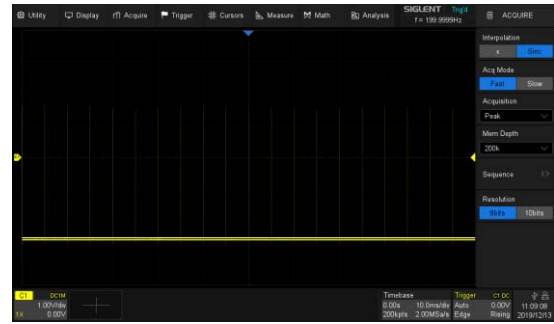 Utility Display Acquire Trigger Cursors Measure Math Analysis
SIGLENT Trig'd
f = 199.9999Hz
ACQUIRE
Interpolation
x Sinc
Acq Mode
Fast Slow
Acquisition
Peak
Mem Depth
200k
Sequence
Resolution
8bits 10bits
C1 DC1M
1.00V/div
1X 0.00V
Timebase
0.00s 10.0ms/div
200kpts 2.00MSa/s
Trigger C1 DC
Auto 0.00V
Edge Rising
11:09:08
2019/12/13